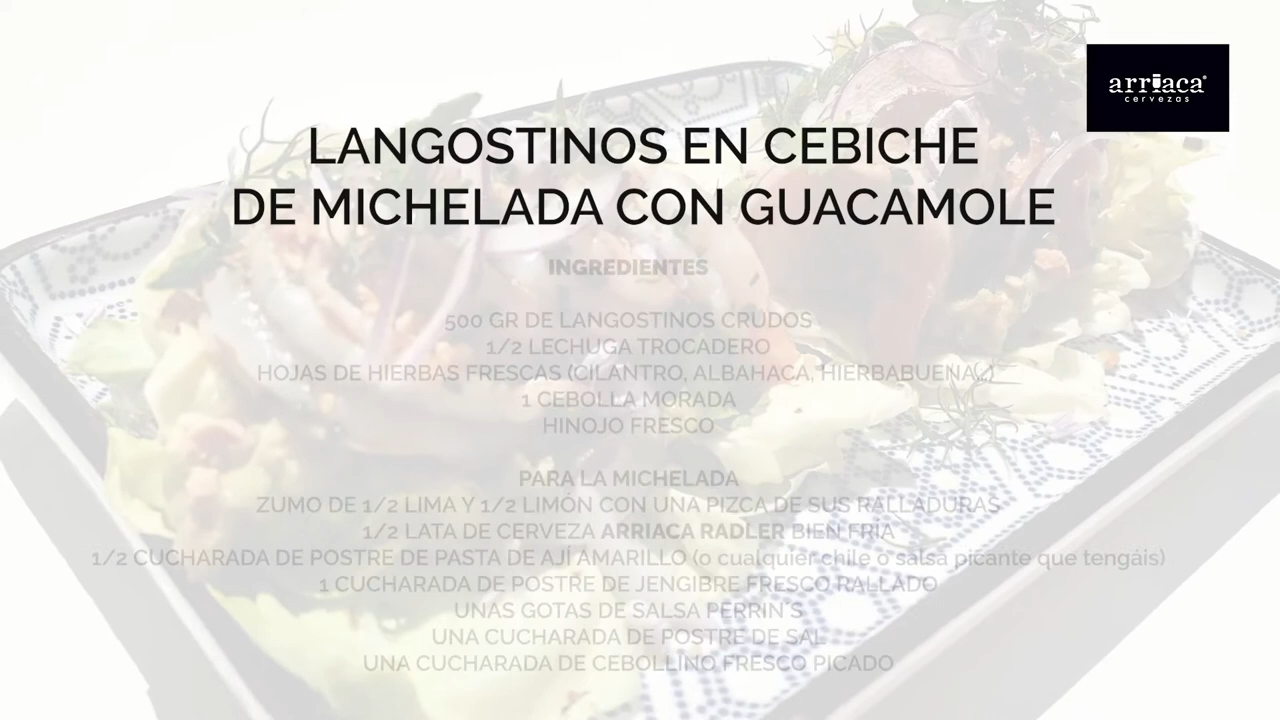 arriaca®
cervezas
LANGOSTINOS EN CEBICHE
DE MICHELADA CON GUACAMOLE
INGREDIENTES
500 GR DE LANGOSTINOS CRUDOS
1/2 LECHUGA TROCADERO
HOJAS DE HIERBAS FRESCAS (CILANTRO, ALBAHACA, HIERBABUENA(,)
1 CEBOLLA MORADA
HINOJO FRESCO
PARA LA MICHELADA
ZUMO DE 1/2 LIMA Y 1/2 LIMÓN CON UNA PIZCA DE SUS RALLADURAS
1/2 LATA DE CERVEZA ARRIACA RADLER BIEN FRIA
1/2 CUCHARADA DE POSTRE DE PASTA DE AJÍ AMARILLO (o cualquier chile o salsa picante que tengáis)
1 CUCHARADA DE POSTRE DE JENGIBRE FRESCO RALLADO
UNAS GOTAS DE SALSA PERRIN´S
UNA CUCHARADA DE POSTRE DE SAL
UNA CUCHARADA DE CEBOLLINO FRESCO PICADO